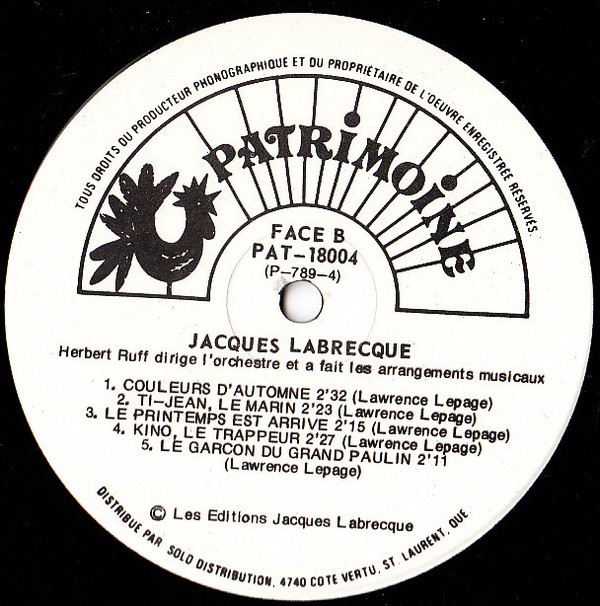 TOUS DROITS DU PRODUCTEUR PHONOGRAPHIQUE ET DU PROPRIÉTAIRE DE L'OEUVRE ENREGISTRÉE RÉSERVÉS.
PATRIMOINE
FACE B
PAT-18004
(P-789-4)
JACQUES LABRECQUE
Herbert Ruff dirige l'orchestre et a fait les arrangements musicaux
1. COULEURS D'AUTOMNE 2'32 (Lawrence Lepage)
2. TI-JEAN, LE MARIN 2'23 (Lawrence Lepage)
3. LE PRINTEMPS EST ARRIVE 2'15 (Lawrence Lepage)
4. KINO, LE TRAPPEUR 2'27 (Lawrence Lepage)
5. LE GARCON DU GRAND PAULIN 2'11
(Lawrence Lepage)
© Les Editions Jacques Labrecque
DISTRIBUE PAR SOLO DISTRIBUTION, 4740 COTE VERTU, ST. LAURENT, QUE.